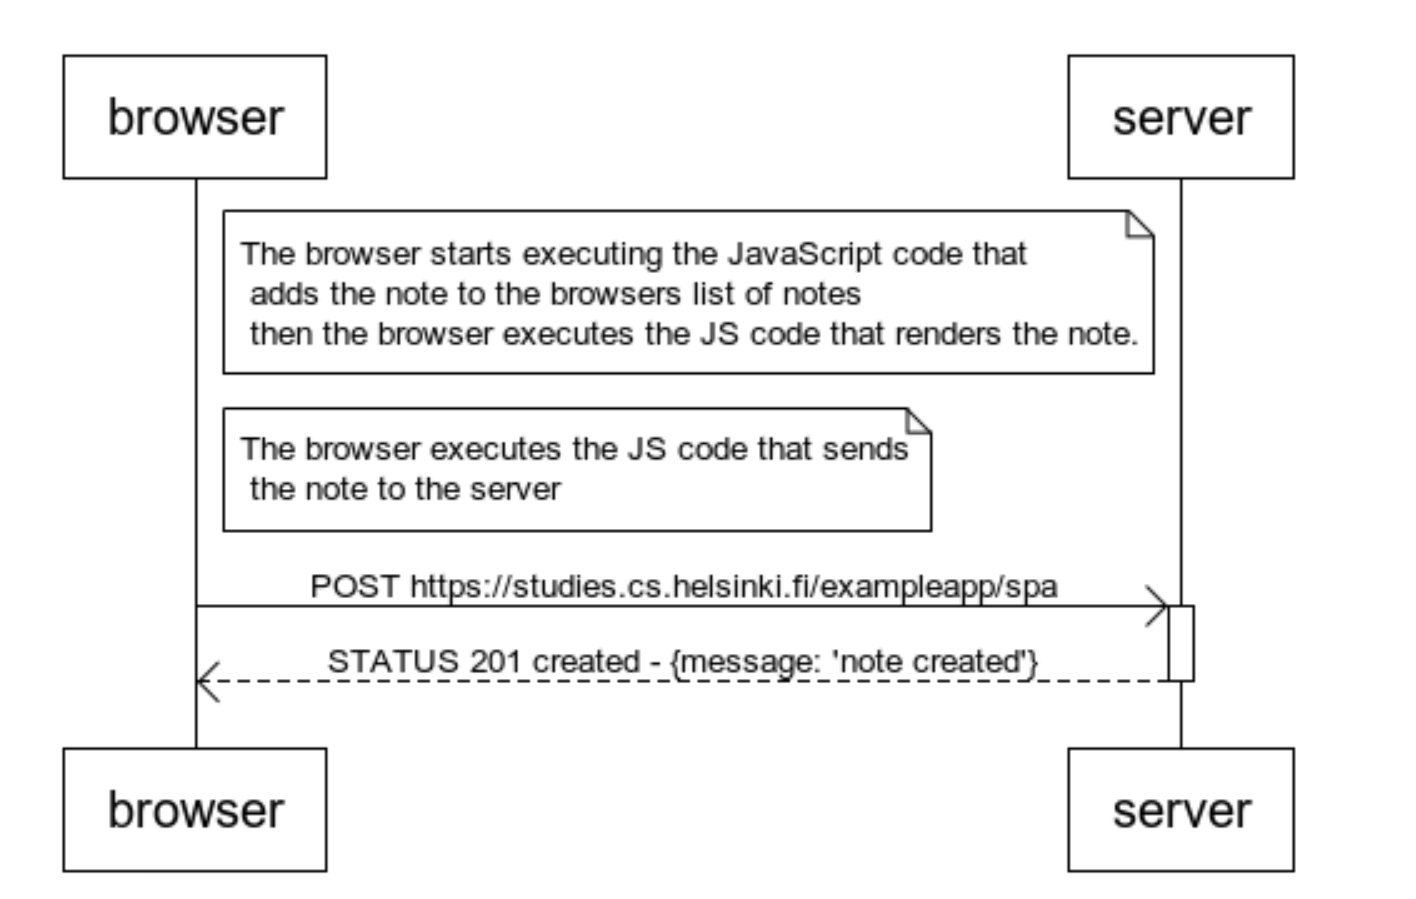 browser
server
The browser starts executing the JavaScript code that
adds the note to the browsers list of notes
then the browser executes the JS code that renders the note.
The browser executes the JS code that sends
the note to the server
POST https://studies.cs.helsinki.fi/exampleapp/spa
STATUS 201 created - {message: 'note created'}
browser
server